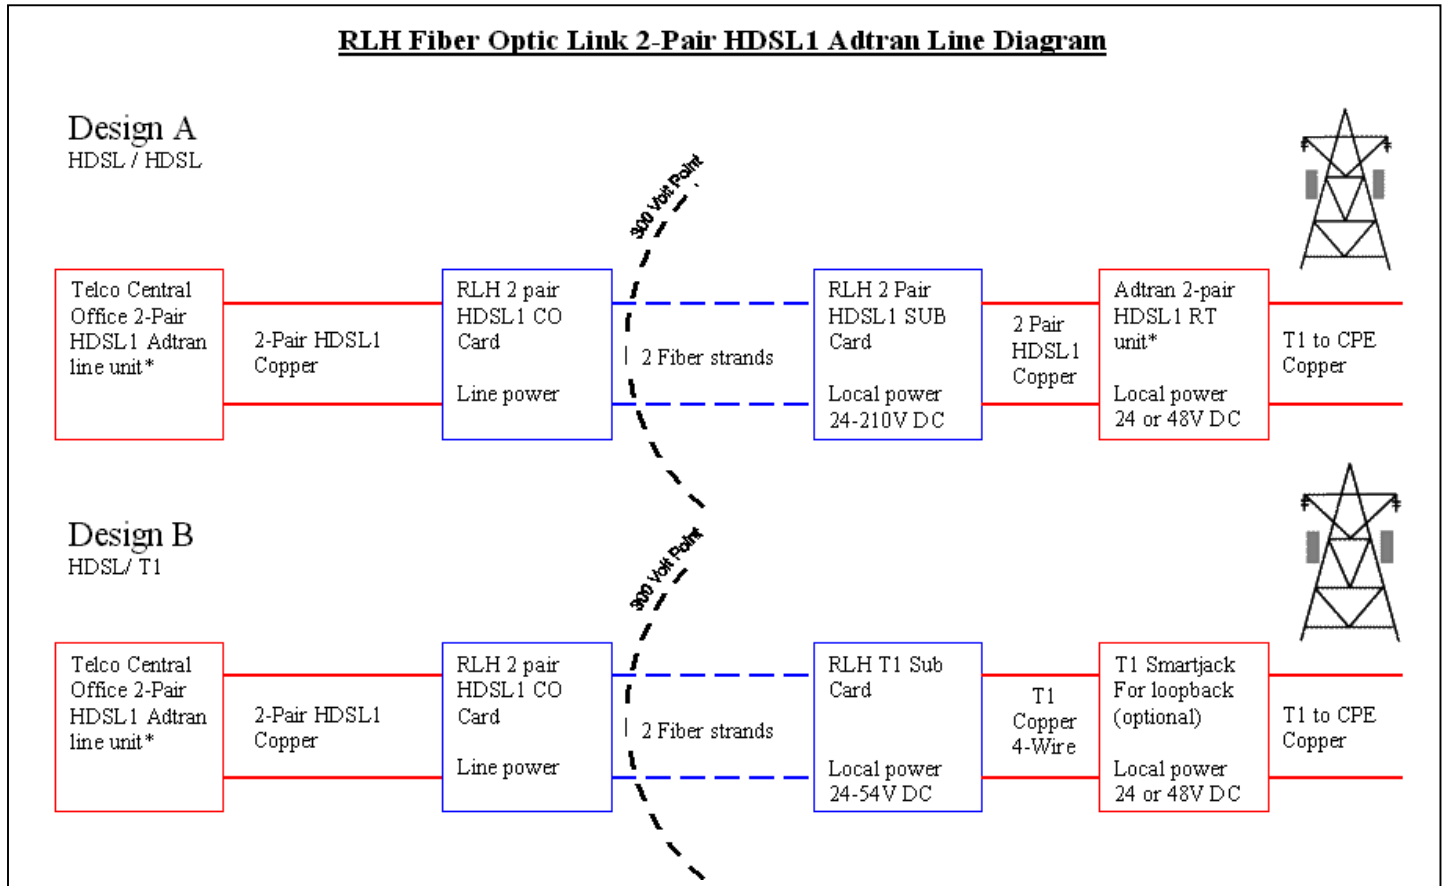 RLH Fiber Optic Link 2-Pair HDSL1 Adtran Line Diagram
Design A
HDSL / HDSL
300 Volt Point
Telco Central
Office 2-Pair
HDSL1 Adtran
line unit*
2-Pair HDSL1
Copper
RLH 2 pair
HDSL1 CO
Card
Line power
2 Fiber strands
RLH 2 Pair
HDSL1 SUB
Card
Local power
24-210V DC
2 Pair
HDSL1
Copper
Adtran 2-pair
HDSL1 RT
unit*
Local power
24 or 48V DC
T1 to CPE
Copper
Design B
HDSL/ T1
300 Volt Point
Telco Central
Office 2-Pair
HDSL1 Adtran
line unit*
2-Pair HDSL1
Copper
RLH 2 pair
HDSL1 CO
Card
Line power
2 Fiber strands
RLH T1 Sub
Card
Local power
24-54V DC
T1
Copper
4-Wire
T1 Smartjack
For loopback
(optional)
Local power
24 or 48V DC
T1 to CPE
Copper